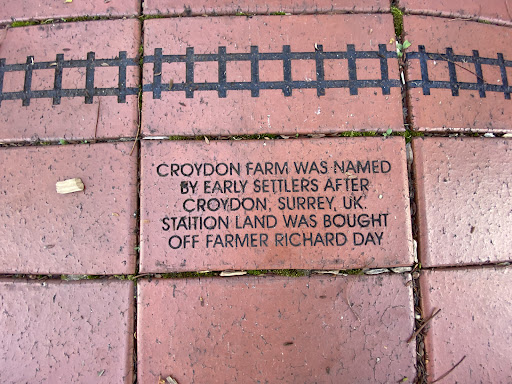 CROYDON FARM WAS NAMED
BY EARLY SETTLERS AFTER
CROYDON, SURREY, UK.
STAITION LAND WAS BOUGHT
OFF FARMER RICHARD DAY